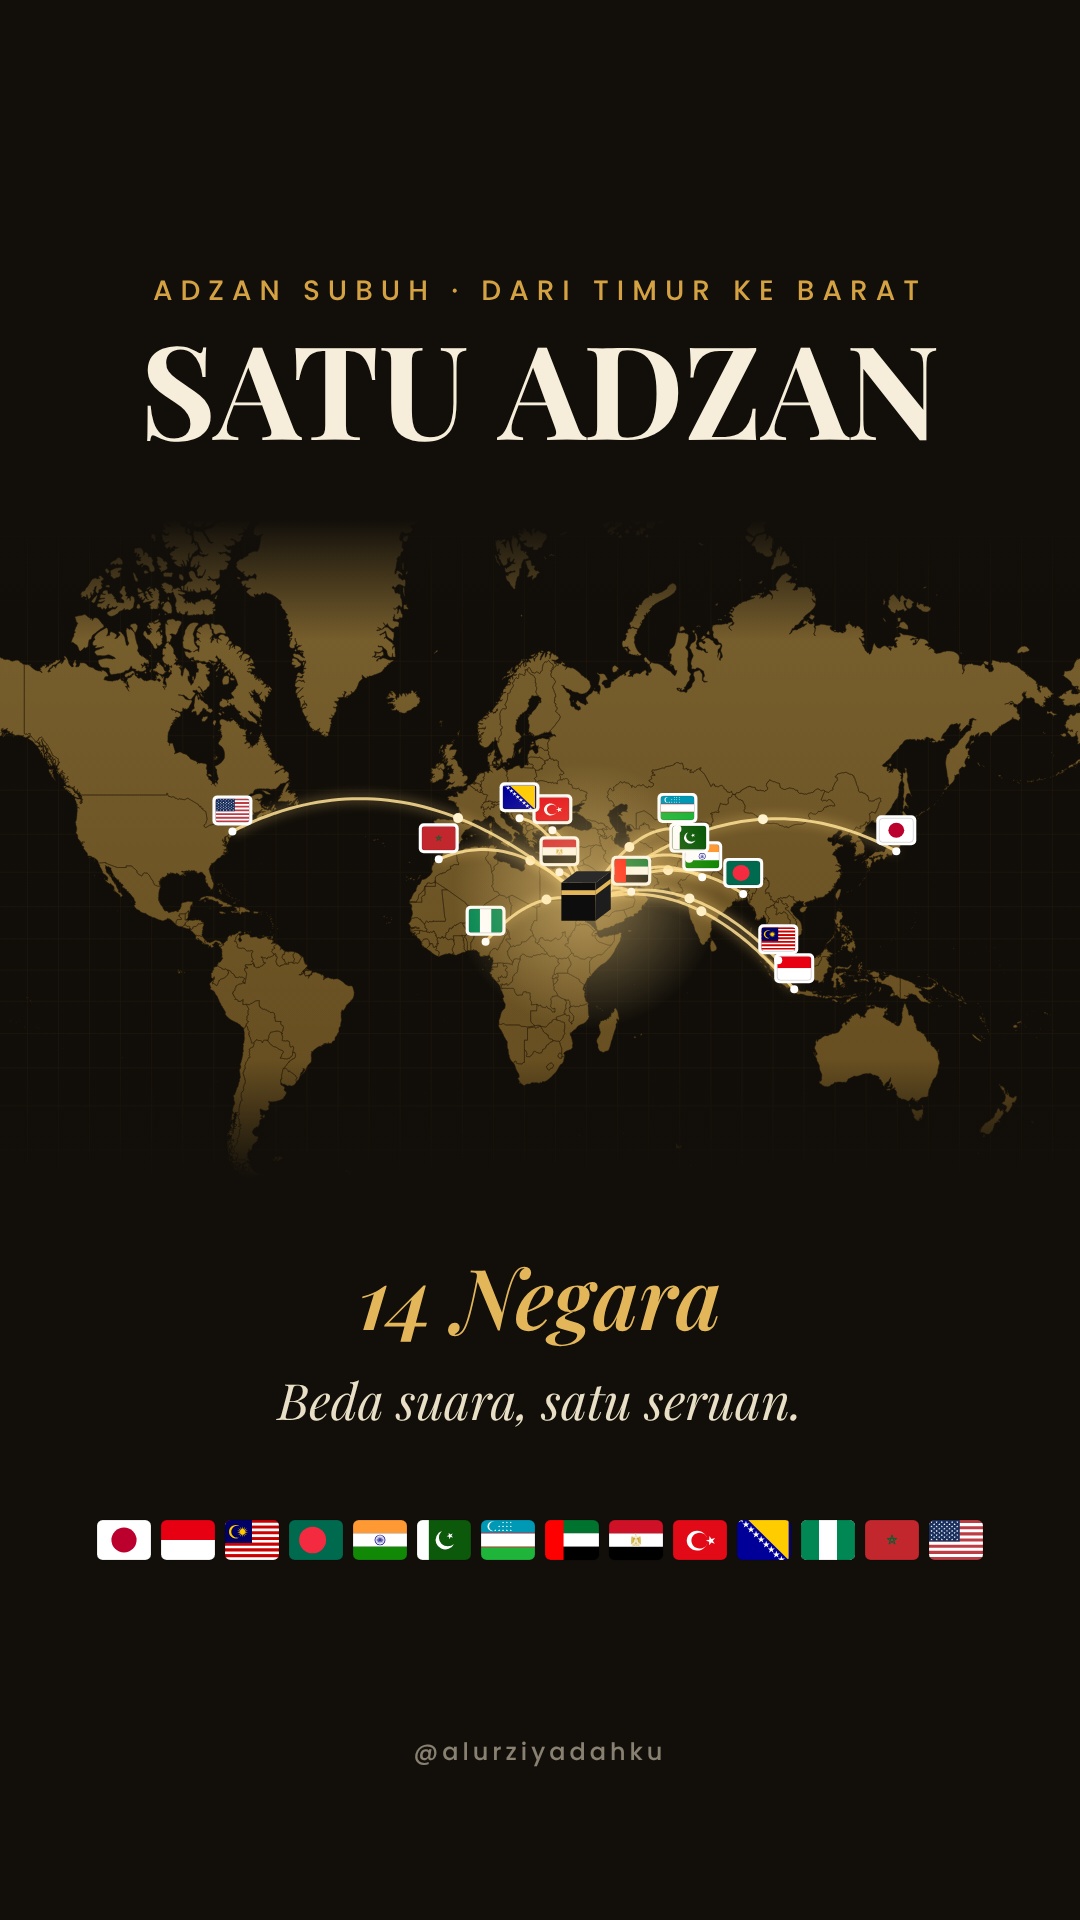 ADZAN SUBUH · DARI TIMUR KE BARAT
SATU ADZAN
14 Negara
Beda suara, satu seruan.
@alurziyadahku